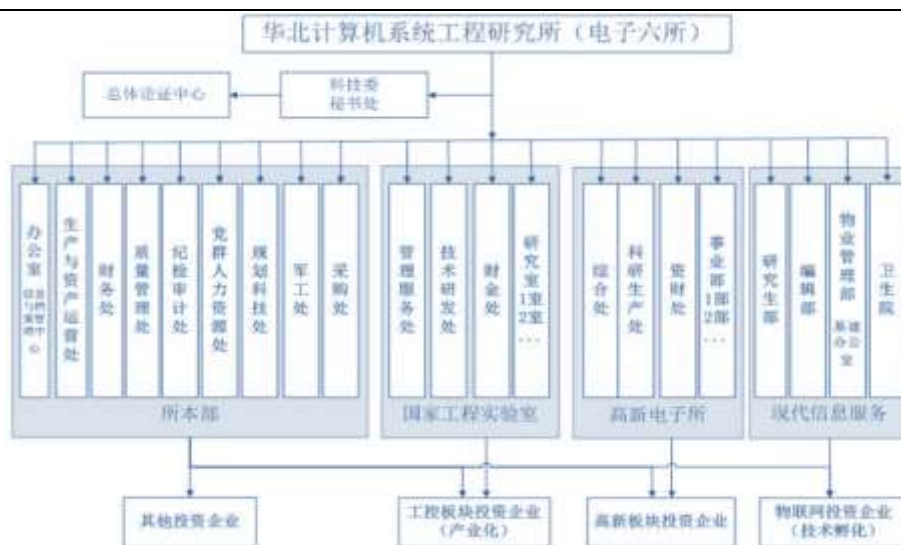 华北计算机系统工程研究所（电子六所）
总体论证中心
科技委
秘书处
办公室
生产与资产运营处
财务处
质量管理处
纪检审计处
党群人力资源处
规划科技处
军工处
采购处
所本部
管理服务处
技术研发处
财金处
研究室1室2室...
国家工程实验室
综合处
科研生产处
资财处
事业部1部2部...
高新电子所
研究生部
编辑部
物业管理部
基建办公室
卫生院
现代信息服务
其他投资企业
工控板块投资企业
（产业化）
高新板块投资企业
物联网投资企业
（技术孵化）